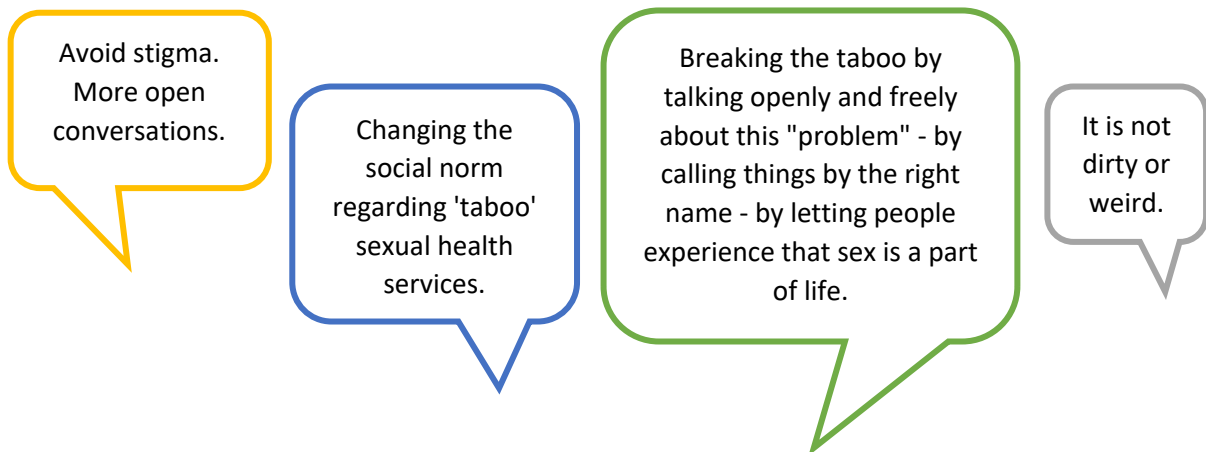 Avoid stigma.
More open
conversations.
Changing the
social norm
regarding 'taboo'
sexual health
services.
Breaking the taboo by
talking openly and freely
about this "problem" - by
calling things by the right
name - by letting people
experience that sex is a part
of life.
It is not
dirty or
weird.